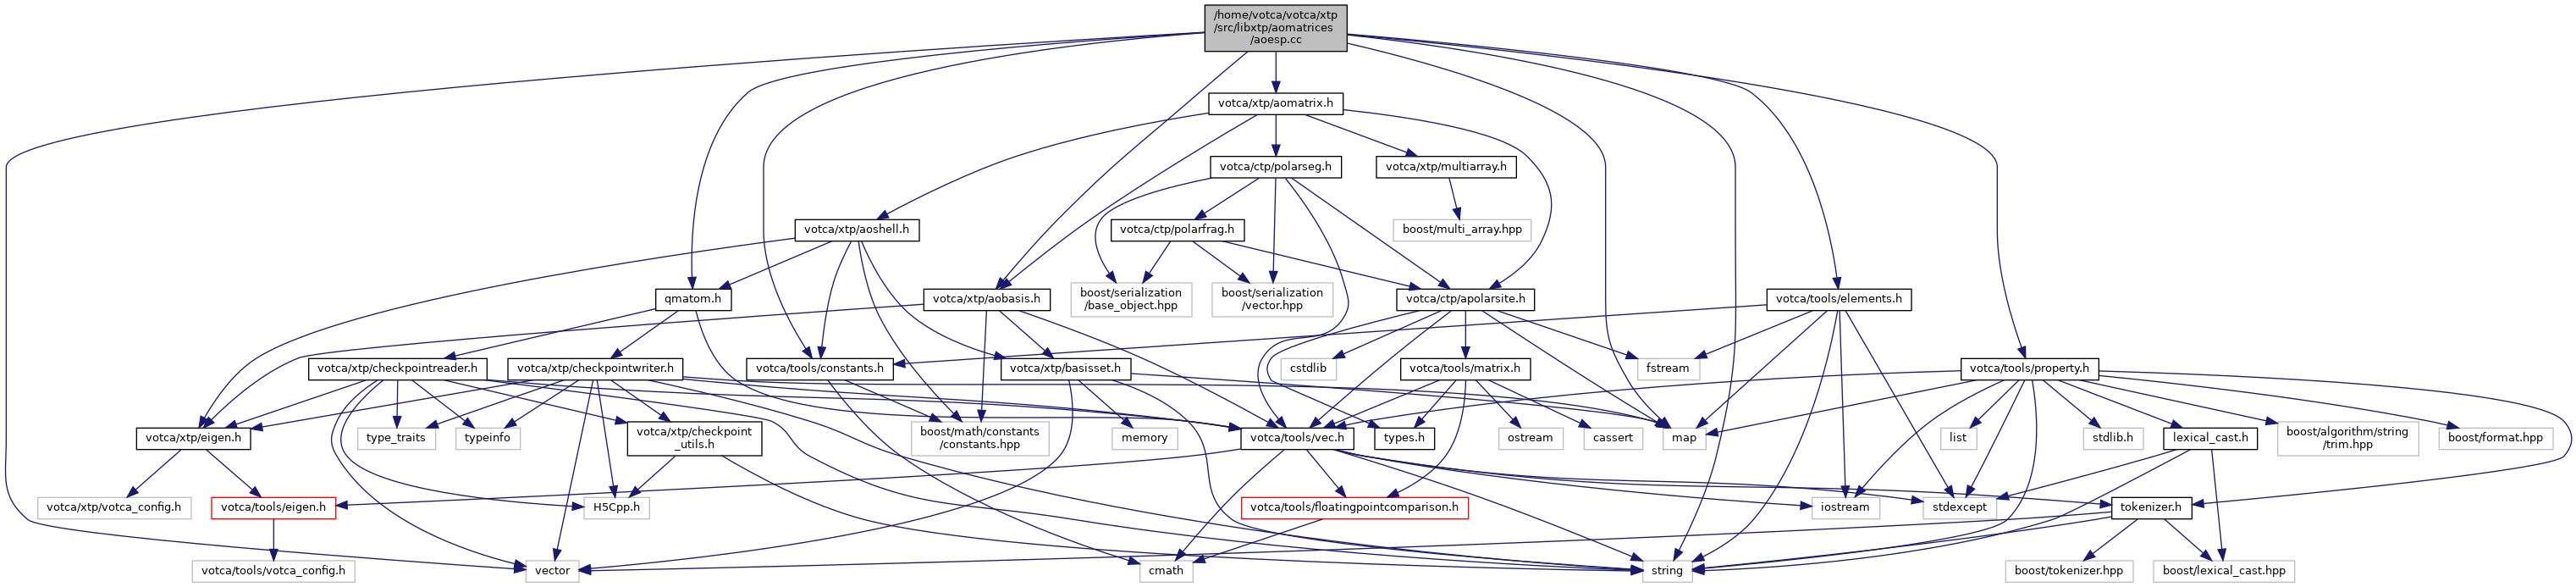 /home/votca/votca/xtp
/src/libxtp/aomatrices
/aoesp.cc
votca/xtp/aomatrix.h
votca/ctp/polarseg.h
votca/xtp/multiarray.h
votca/xtp/aoshell.h
votca/ctp/polarfrag.h
boost/multi_array.hpp
qmatom.h
votca/xtp/aobasis.h
boost/serialization
/base_object.hpp
boost/serialization
/vector.hpp
votca/ctp/apolarsite.h
votca/tools/elements.h
votca/xtp/checkpointreader.h
votca/xtp/checkpointwriter.h
votca/tools/constants.h
votca/xtp/basisset.h
cstdlib
votca/tools/matrix.h
fstream
votca/tools/property.h
votca/xtp/eigen.h
type_traits
typeinfo
votca/xtp/checkpoint
_utils.h
boost/math/constants
/constants.hpp
memory
votca/tools/vec.h
types.h
ostream
cassert
map
list
stdlib.h
lexical_cast.h
boost/algorithm/string
/trim.hpp
boost/format.hpp
votca/xtp/votca_config.h
votca/tools/eigen.h
H5Cpp.h
votca/tools/floatingpointcomparison.h
iostream
stdexcept
tokenizer.h
votca/tools/votca_config.h
vector
cmath
string
boost/tokenizer.hpp
boost/lexical_cast.hpp